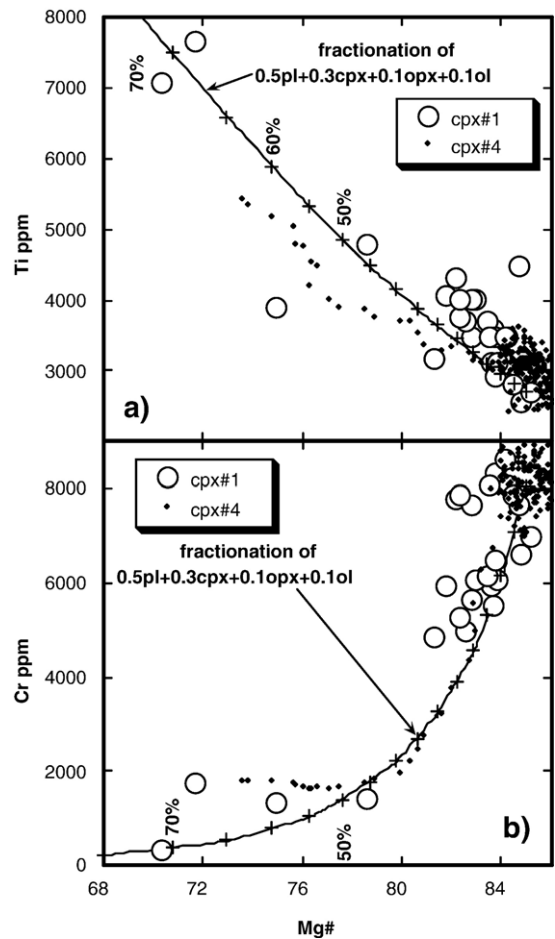 8000
7000
6000
5000
4000
3000
Ti ppm
fractionation of
0.5pl+0.3cpx+0.1opx+0.1ol
70%
60%
50%
cpx#1
cpx#4
a)
8000
6000
4000
2000
0
Cr ppm
cpx#1
cpx#4
fractionation of
0.5pl+0.3cpx+0.1opx+0.1ol
70%
50%
b)
68 72 76 80 84
Mg#